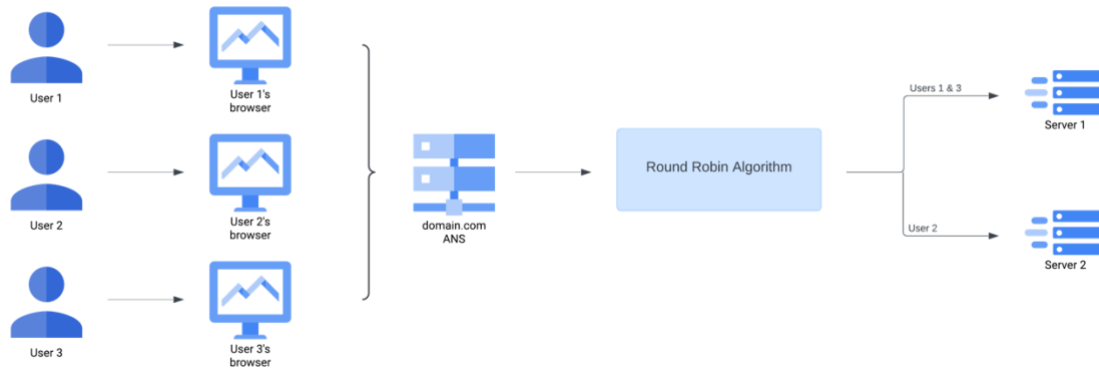 User 1
User 1's
browser
User 2
User 2's
browser
User 3
User 3's
browser
domain.com
ANS
Round Robin Algorithm
Users 1 & 3
Server 1
User 2
Server 2